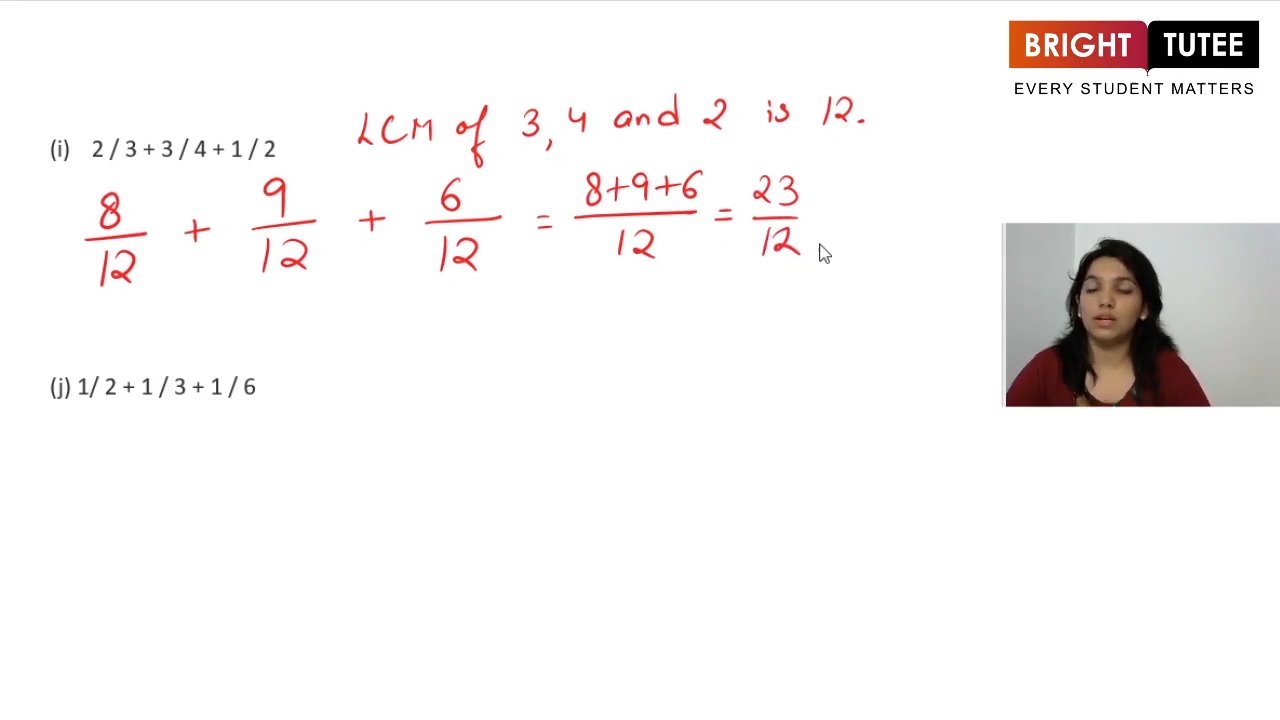 BRIGHT TUTEE
EVERY STUDENT MATTERS
LCM of 3, 4 and 2 is 12.
(i) 2 / 3 + 3 / 4 + 1 / 2
8/12 + 9/12 + 6/12 = 8+9+6/12 = 23/12
(j) 1/ 2 + 1 / 3 + 1 / 6